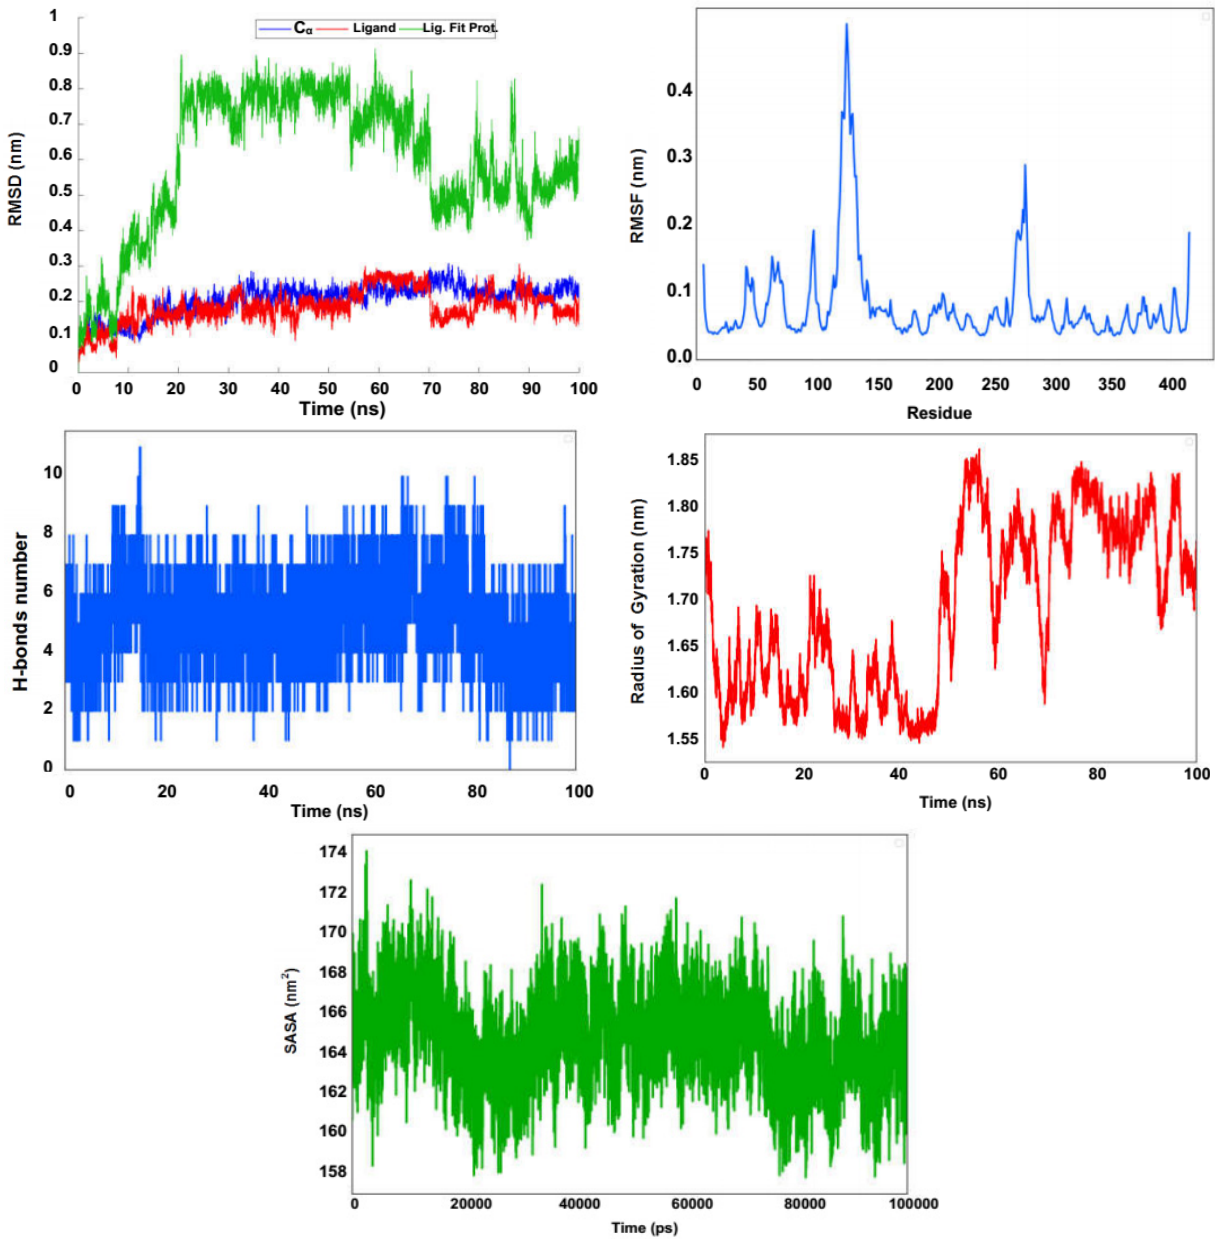 Cα Ligand Lig. Fit Prot.
1
0.9
0.8
0.7
0.6
0.5
0.4
0.3
0.2
0.1
0
RMSD (nm)
0 10 20 30 40 50 60 70 80 90 100
Time (ns)
0.4
0.3
0.2
0.1
0.0
RMSF (nm)
0 50 100 150 200 250 300 350 400
Residue
10
8
6
4
2
0
H-bonds number
0 20 40 60 80 100
Time (ns)
1.85
1.80
1.75
1.70
1.65
1.60
1.55
Radius of Gyration (nm)
0 20 40 60 80 100
Time (ns)
174
172
170
168
166
164
162
160
158
SASA (nm²)
0 20000 40000 60000 80000 100000
Time (ps)